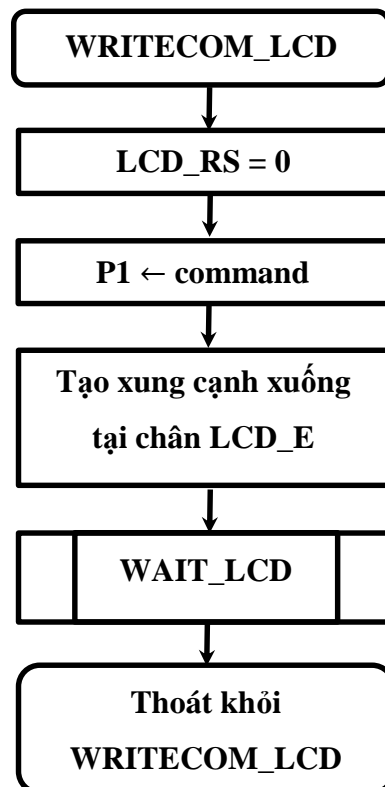 WRITECOM_LCD
LCD_RS = 0
P1 ← command
Tạo xung cạnh xuống
tại chân LCD_E
WAIT_LCD
Thoát khỏi
WRITECOM_LCD